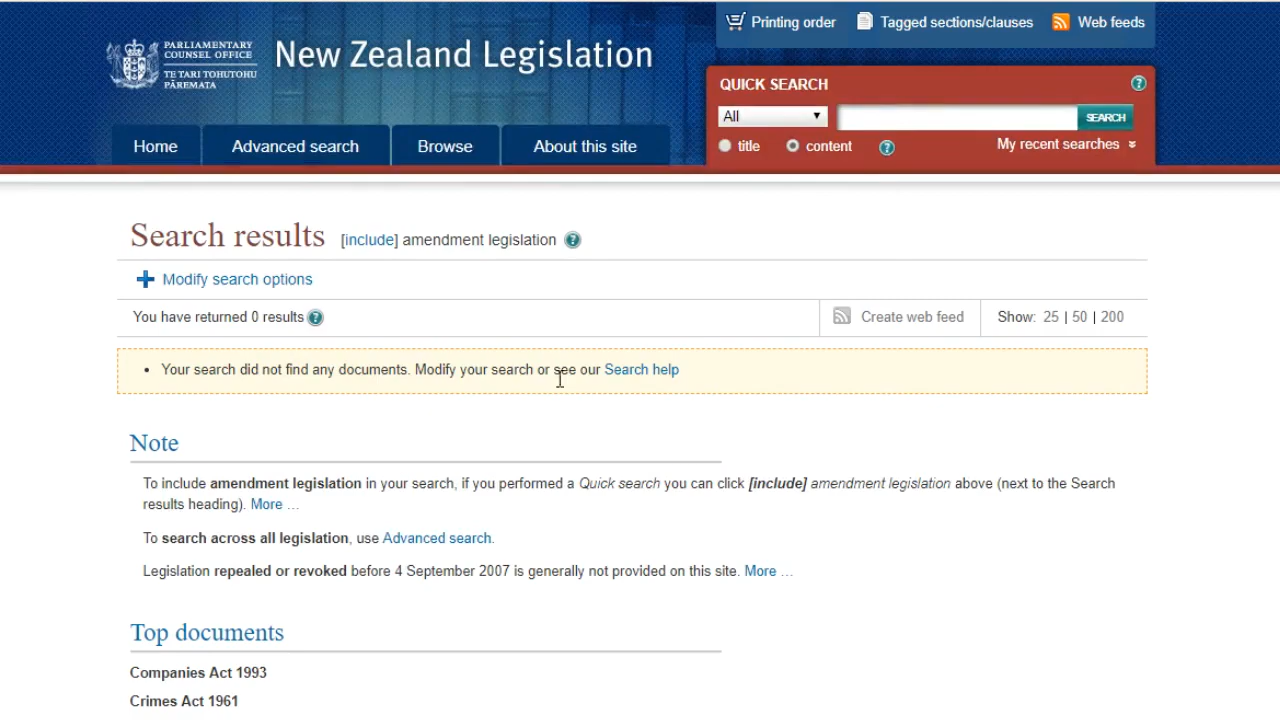 Printing order
Tagged sections/clauses
Web feeds
PARLIAMENTARY
COUNSEL OFFICE
TE TARI TOHUTOHU
PĀREMATA
New Zealand Legislation
QUICK SEARCH
All
SEARCH
title
content
My recent searches
Home
Advanced search
Browse
About this site
Search results [include] amendment legislation
Modify search options
You have returned 0 results
Create web feed
Show: 25 | 50 | 200
• Your search did not find any documents. Modify your search or see our Search help
Note
To include amendment legislation in your search, if you performed a Quick search you can click [include] amendment legislation above (next to the Search
results heading). More ...
To search across all legislation, use Advanced search.
Legislation repealed or revoked before 4 September 2007 is generally not provided on this site. More ...
Top documents
Companies Act 1993
Crimes Act 1961